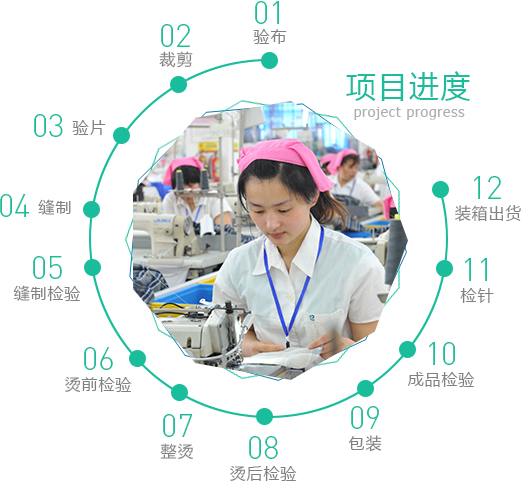 项目进度
project progress
01
验布
02
裁剪
03 验片
04 缝制
05
缝制检验
06
烫前检验
07
整烫
08
烫后检验
09
包装
10
成品检验
11
检针
12
装箱出货